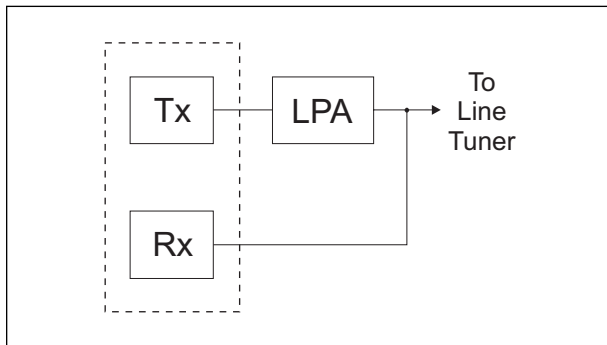 Tx
LPA
To
Line
Tuner
Rx